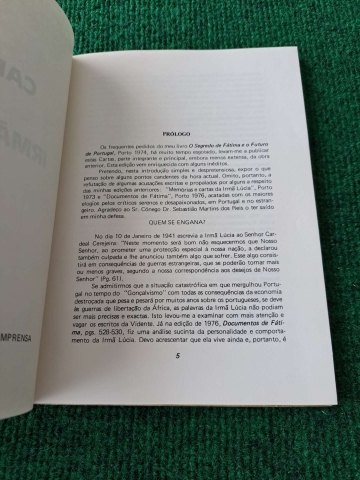 CA
RMÃ
MPRENSA
PRÓLOGO
Os frequentes pedidos do meu livro O Segredo de Fátima e o Futuro
de Portugal, Porto 1974, há muito tempo esgotado, levam-me a publicar
estas Cartas, parte integrante e principal, embora menos extensa, da obra
anterior. Esta edição vem enriquecida com alguns inéditos.
Pretendo, nesta introdução simples e despretensiosa, expor o que
penso sobre alguns pontos candentes da hora actual. Omito, portanto, a
refutação de algumas acusações escritas e propaladas por alguns a respeito
das minhas edições anteriores: "Memórias e cartas da Irmã Lúcia", Porto
1973 e "Documentos de Fátima", Porto 1976, acatadas com os maiores
elogios pelos críticos serenos e desapaixonados, em Portugal e no estran-
geiro. Agradeço ao Sr. Cónego Dr. Sebastião Martins dos Reis o ter saído
em minha defesa.
QUEM SE ENGANA?
No dia 10 de Janeiro de 1941 escrevia a Irmã Lúcia ao Senhor Car-
deal Cerejeira: "Neste momento será bom não esquecermos que Nosso
Senhor, ao prometer uma protecção especial à nossa nação, a declarou
também culpada e lhe anunciou também algo que sofrer. Esse algo consis-
tirá em consequências de guerras estrangeiras, que se poderão tornar mais
ou menos graves, segundo a nossa correspondência aos desejos de Nosso
Senhor" (Pg. 61).
Se admitirmos que a situação catastrófica em que mergulhou Portu-
gal no tempo do "Gonçalvismo" com todas as consequências da economia
destroçada que pesa e pesará por muitos anos sobre os portugueses, se deve
às guerras de libertação da África, as palavras da Irmã Lúcia não podiam
ser mais precisas e exactas. Isto levou-me a examinar com mais atenção e
vagar os escritos da Vidente. Já na edição de 1976, Documentos de Fáti-
ma, pgs. 528-530, fiz uma análise sucinta da personalidade e comporta-
mento da Irmã Lúcia. Devo acrescentar que ela vive ainda e, portanto, é
5